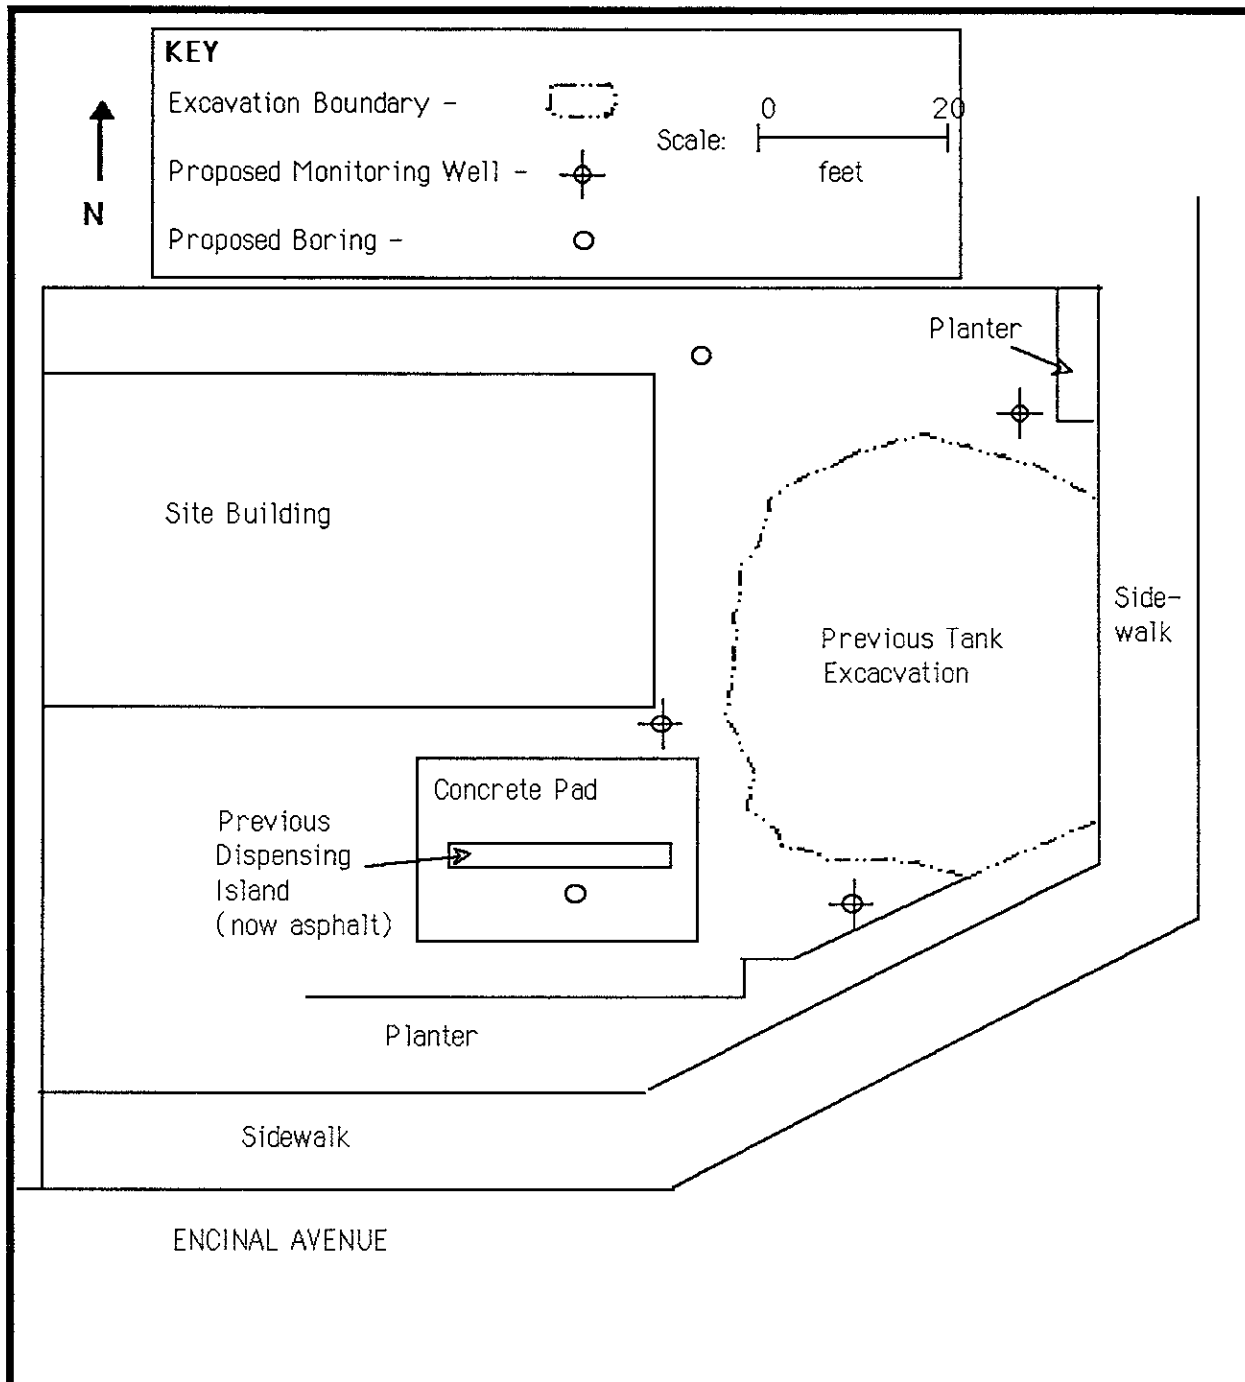 KEY
Excavation Boundary -
Proposed Monitoring Well -
Proposed Boring -
Scale:
0 20
feet
N
Planter
Site Building
Side-
walk
Previous Tank
Excacvation
Concrete Pad
Previous
Dispensing
Island
(now asphalt)
Planter
Sidewalk
ENCINAL AVENUE